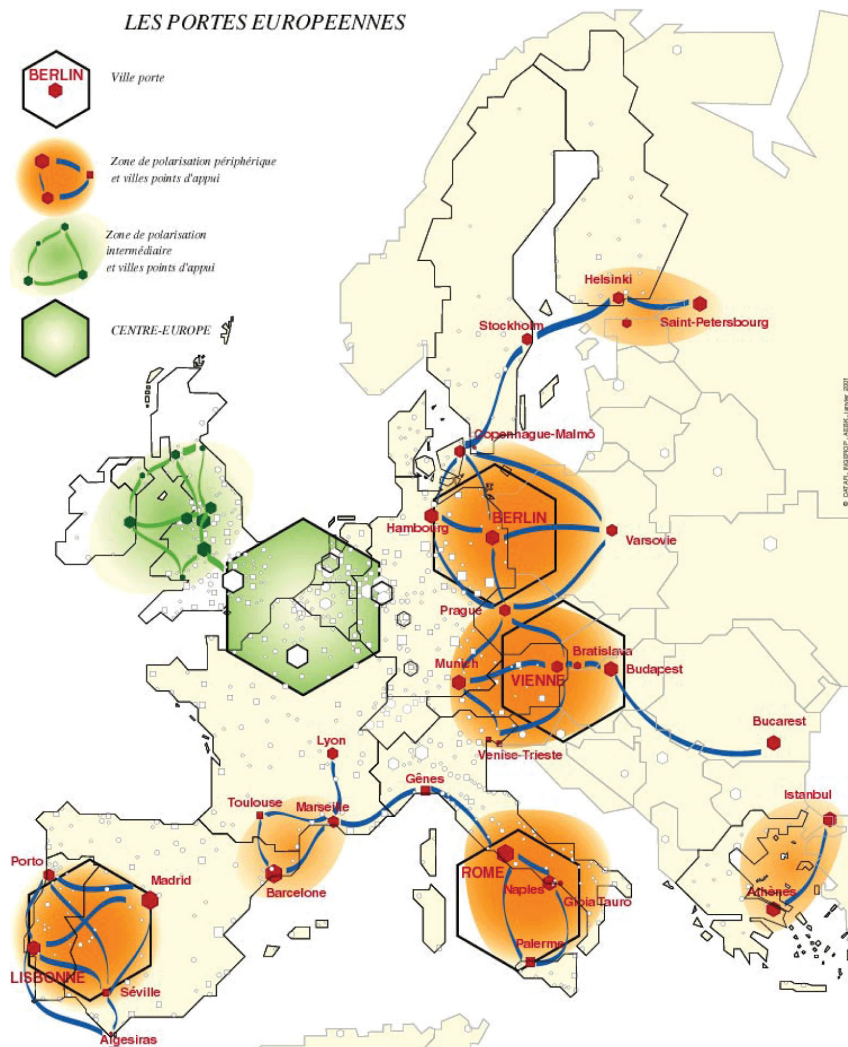 LES PORTES EUROPEENNES
BERLIN
Ville porte
Zone de polarisation périphérique
et villes points d'appui
Zone de polarisation
intermédiaire
et villes points d'appui
CENTRE-EUROPE
Helsinki
Saint-Petersbourg
Stockholm
Copenhague-Malmö
Hambourg
BERLIN
Varsovie
Prague
Munich
VIENNE
Bratislava
Budapest
Venise-Trieste
Bucarest
Lyon
Gênes
Toulouse
Marseille
Istanbul
Porto
Madrid
Barcelone
ROME
Naples
Gioia Tauro
Athènes
Palerme
LISBONNE
Séville
Algesiras